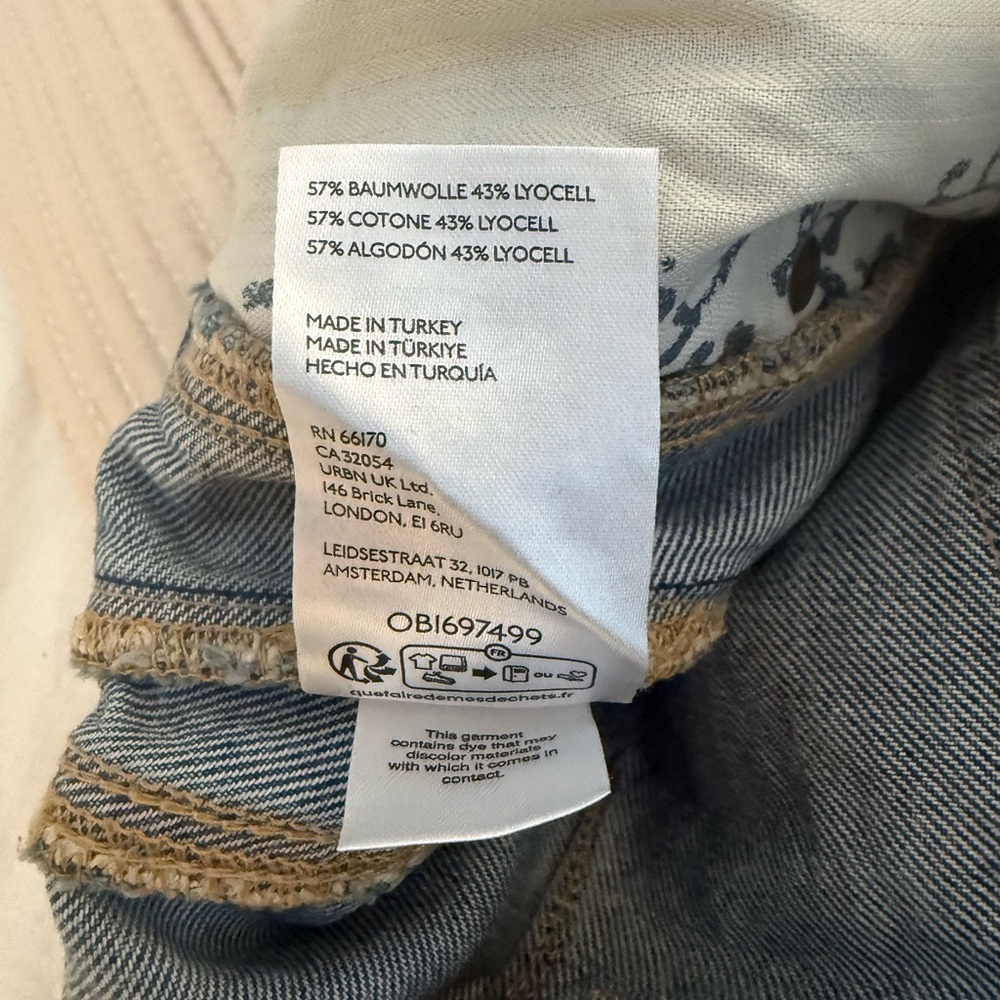 57% BAUMWOLLE 43% LYOCELL
57% COTONE 43% LYOCELL
57% ALGODÓN 43% LYOCELL
MADE IN TURKEY
MADE IN TÜRKIYE
HECHO EN TURQUÍA
RN 66170
CA 32054
URBN UK Ltd.
146 Brick Lane,
LONDON, E1 6RU
LEIDSESTRAAT 32, 1017 PB
AMSTERDAM, NETHERLANDS
OB1697499
FR
OU
quefairedemesdechets.fr
This garment
contains dye that may
discolor materials
with which it comes in
contact.